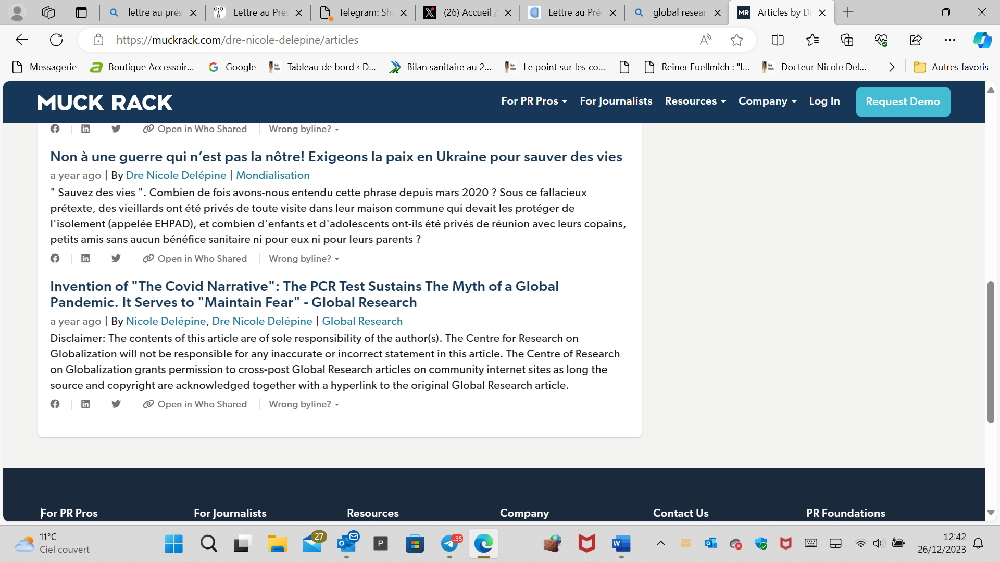 lettre au prés
Lettre au Prés
Telegram: Sha
(26) Accueil /
Lettre au Prés
global resear
MR
Articles by Dr
https://muckrack.com/dre-nicole-delepine/articles
Messagerie
Boutique Accessoir...
Google
Tableau de bord ‹ D...
Bilan sanitaire au 2...
Le point sur les co...
Reiner Fuellmich : "l...
Docteur Nicole Del...
Autres favoris
MUCK RACK
For PR Pros
For Journalists
Resources
Company
Log In
Request Demo
Open in Who Shared
Wrong byline?
Non à une guerre qui n’est pas la nôtre! Exigeons la paix en Ukraine pour sauver des vies
a year ago | By Dre Nicole Delépine | Mondialisation
" Sauvez des vies ". Combien de fois avons-nous entendu cette phrase depuis mars 2020 ? Sous ce fallacieux
prétexte, des vieillards ont été privés de toute visite dans leur maison commune qui devait les protéger de
l'isolement (appelée EHPAD), et combien d'enfants et d'adolescents ont-ils été privés de réunion avec leurs copains,
petits amis sans aucun bénéfice sanitaire ni pour eux ni pour leurs parents ?
Open in Who Shared
Wrong byline?
Invention of "The Covid Narrative": The PCR Test Sustains The Myth of a Global
Pandemic. It Serves to "Maintain Fear" - Global Research
a year ago | By Nicole Delépine, Dre Nicole Delépine | Global Research
Disclaimer: The contents of this article are of sole responsibility of the author(s). The Centre for Research on
Globalization will not be responsible for any inaccurate or incorrect statement in this article. The Centre of Research
on Globalization grants permission to cross-post Global Research articles on community internet sites as long the
source and copyright are acknowledged together with a hyperlink to the original Global Research article.
Open in Who Shared
Wrong byline?
For PR Pros
For Journalists
Resources
Company
Contact Us
PR Foundations
11°C
Ciel couvert
27
P
..35
12:42
26/12/2023